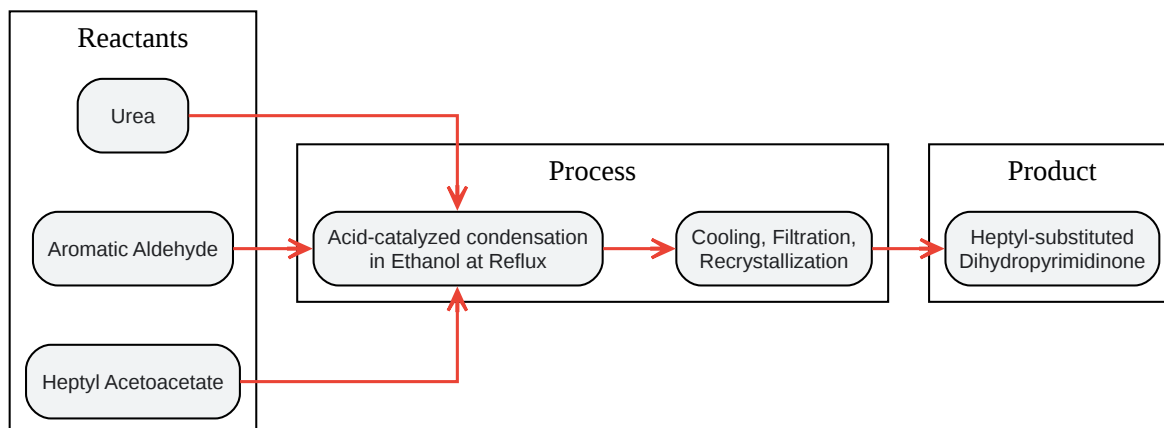 Reactants
Urea
Aromatic Aldehyde
Heptyl Acetoacetate
Process
Acid-catalyzed condensation
in Ethanol at Reflux
Cooling, Filtration,
Recrystallization
Product
Heptyl-substituted
Dihydropyrimidinone